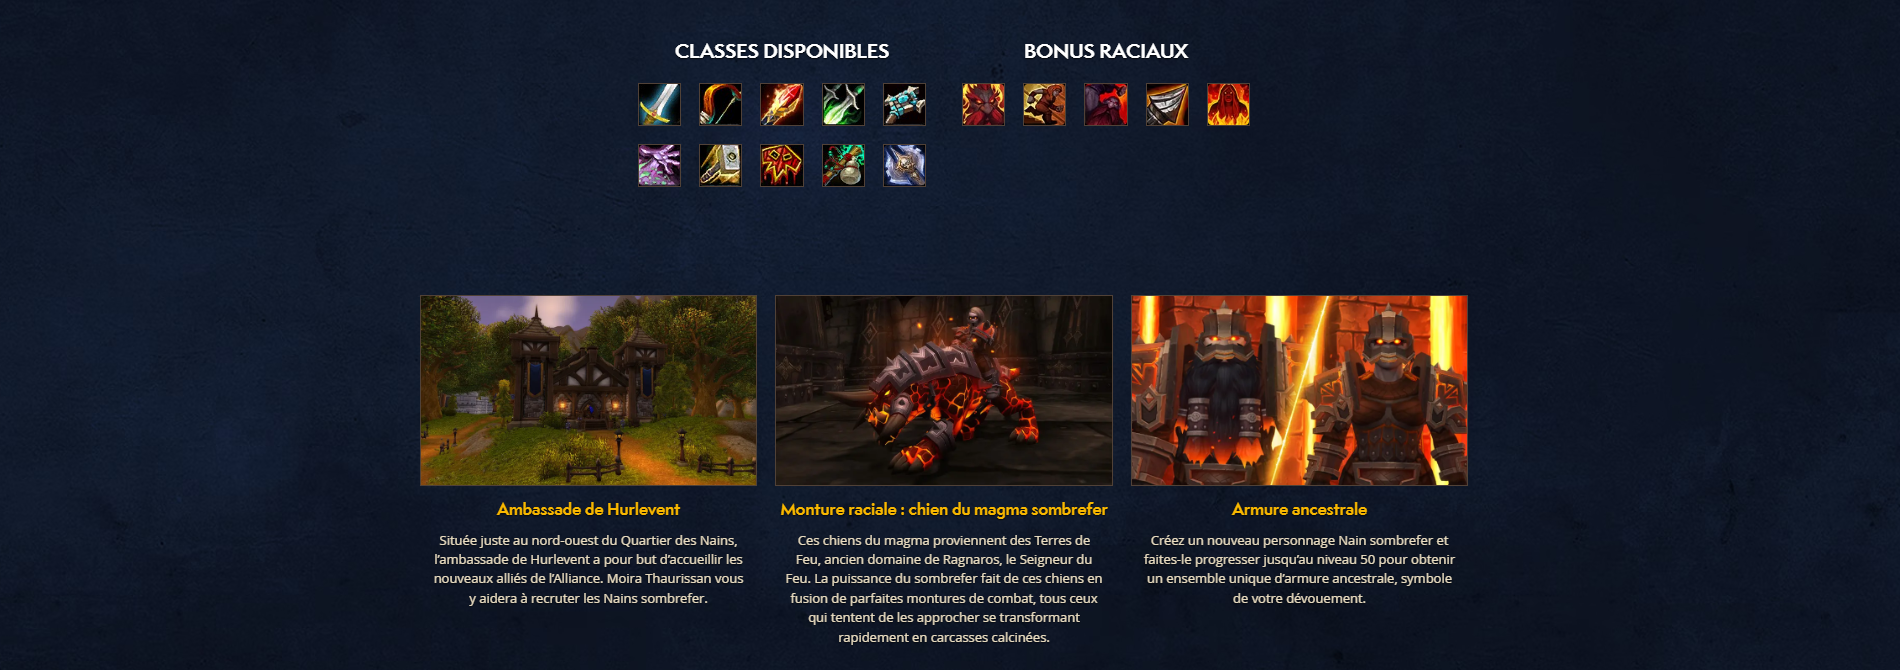 CLASSES DISPONIBLES
BONUS RACIAUX
Ambassade de Hurlevent
Située juste au nord-ouest du Quartier des Nains,
l'ambassade de Hurlevent a pour but d'accueillir les
nouveaux alliés de l'Alliance. Moira Thaurissan vous
y aidera à recruter les Nains sombrefer.
Monture raciale : chien du magma sombrefer
Ces chiens du magma proviennent des Terres de
Feu, ancien domaine de Ragnaros, le Seigneur du
Feu. La puissance du sombrefer fait de ces chiens en
fusion de parfaites montures de combat, tous ceux
qui tentent de les approcher se transformant
rapidement en carcasses calcinées.
Armure ancestrale
Créez un nouveau personnage Nain sombrefer et
faites-le progresser jusqu'au niveau 50 pour obtenir
un ensemble unique d'armure ancestrale, symbole
de votre dévouement.